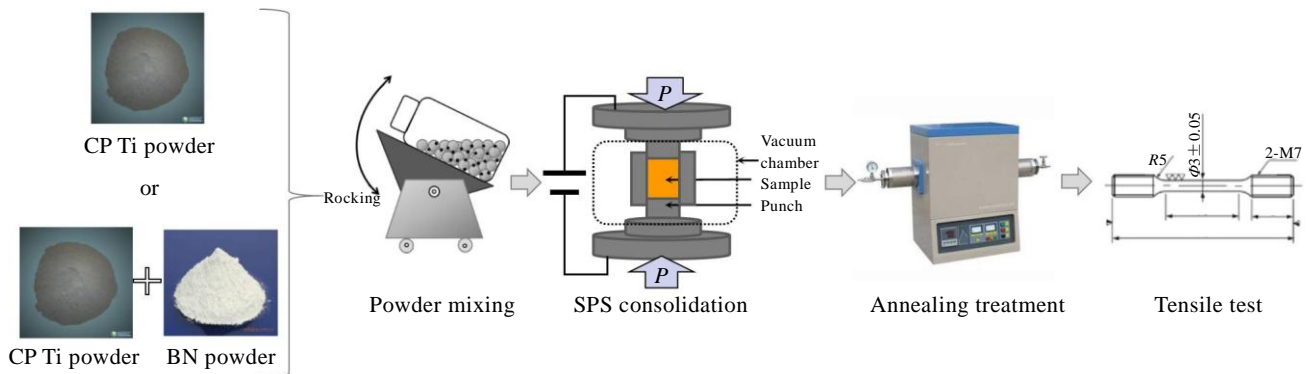 CP Ti powder
or
CP Ti powder
BN powder
Rocking
Powder mixing
P
P
Vacuum
chamber
Sample
Punch
SPS consolidation
Annealing treatment
R5
Φ3±0.05
2-M7
Tensile test